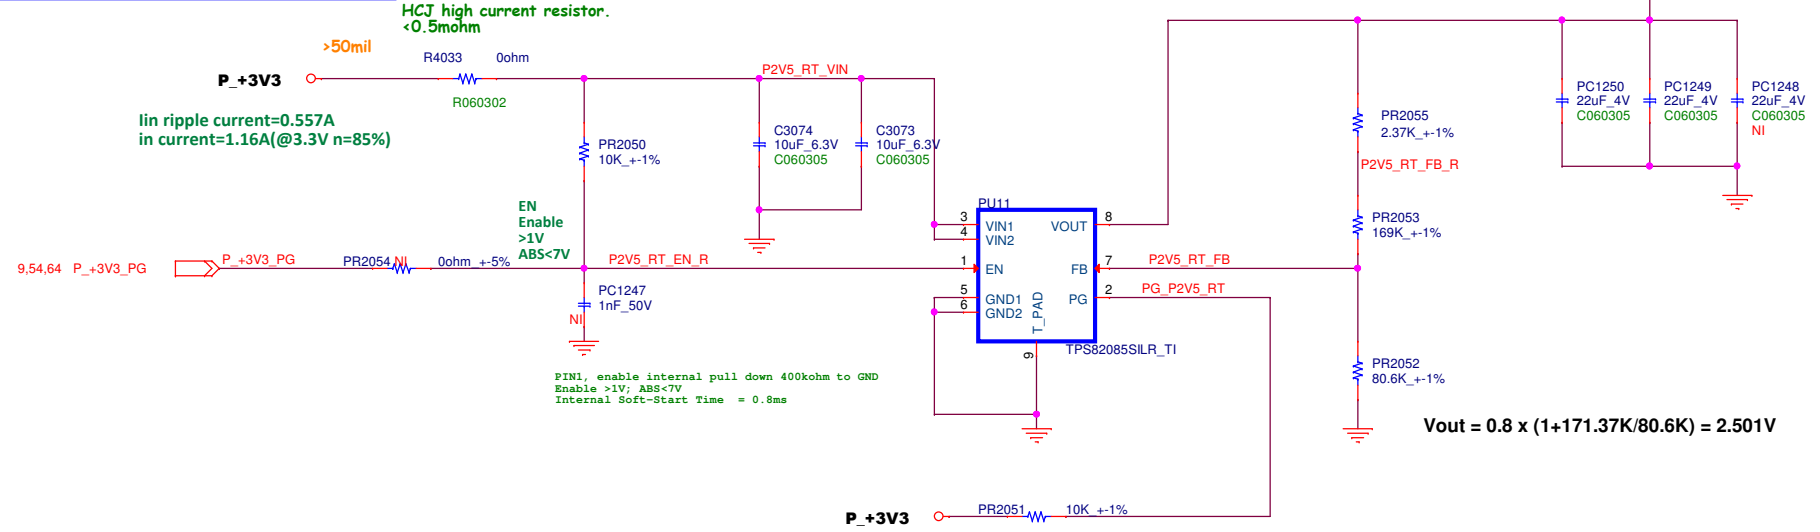 HCJ high current resistor.
<0.5mohm
>50mil
R4033
0ohm
P_+3V3
P2V5_RT_VIN
R060302
Iin ripple current=0.557A
in current=1.16A(@3.3V n=85%)
PR2050
10K_+-1%
C3074
10uF_6.3V
C060305
C3073
10uF_6.3V
C060305
PR2055
2.37K_+-1%
P2V5_RT_FB_R
PC1250
22uF_4V
C060305
PC1249
22uF_4V
C060305
PC1248
22uF_4V
C060305
NI
EN
Enable
>1V
ABS<7V
PU11
3
VIN1
4
VIN2
VOUT
8
PR2053
169K_+-1%
9,54,64
P_+3V3_PG
P_+3V3_PG
PR2054
NI
0ohm_+-5%
P2V5_RT_EN_R
1
EN
FB
7
P2V5_RT_FB
PC1247
1nF_50V
NI
5
GND1
6
GND2
T_PAD
PG
2
PG_P2V5_RT
9
TPS82085SILR_TI
PR2052
80.6K_+-1%
PIN1, enable internal pull down 400kohm to GND
Enable >1V; ABS<7V
Internal Soft-Start Time  = 0.8ms
Vout = 0.8 x (1+171.37K/80.6K) = 2.501V
P_+3V3
PR2051
10K_+-1%